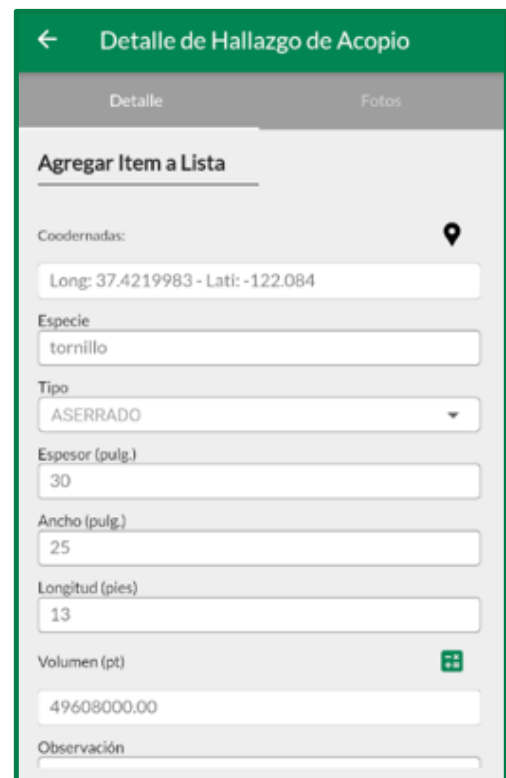 Detalle de Hallazgo de Acopio
Detalle Fotos
Agregar Item a Lista
Coodernadas:
Long: 37.4219983 - Lati: -122.084
Especie
tornillo
Tipo
ASERRADO
Espesor (pulg.)
30
Ancho (pulg.)
25
Longitud (pies)
13
Volumen (pt)
49608000.00
Observación